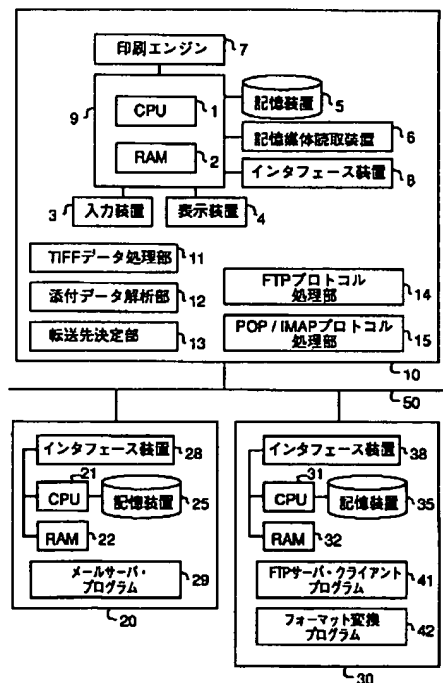 印刷エンジン 7
9
CPU 1
RAM 2
記憶装置 5
記憶媒体読取装置 6
インタフェース装置 8
3 入力装置
表示装置 4
TIFFデータ処理部 11
添付データ解析部 12
転送先決定部 13
FTPプロトコル
処理部 14
POP / IMAPプロトコル
処理部 15
10
50
インタフェース装置 28
21
CPU
記憶装置 25
RAM 22
メールサーバ・
プログラム 29
20
インタフェース装置 38
31
CPU
記憶装置 35
RAM 32
FTPサーバ・クライアント
プログラム 41
フォーマット変換
プログラム 42
30